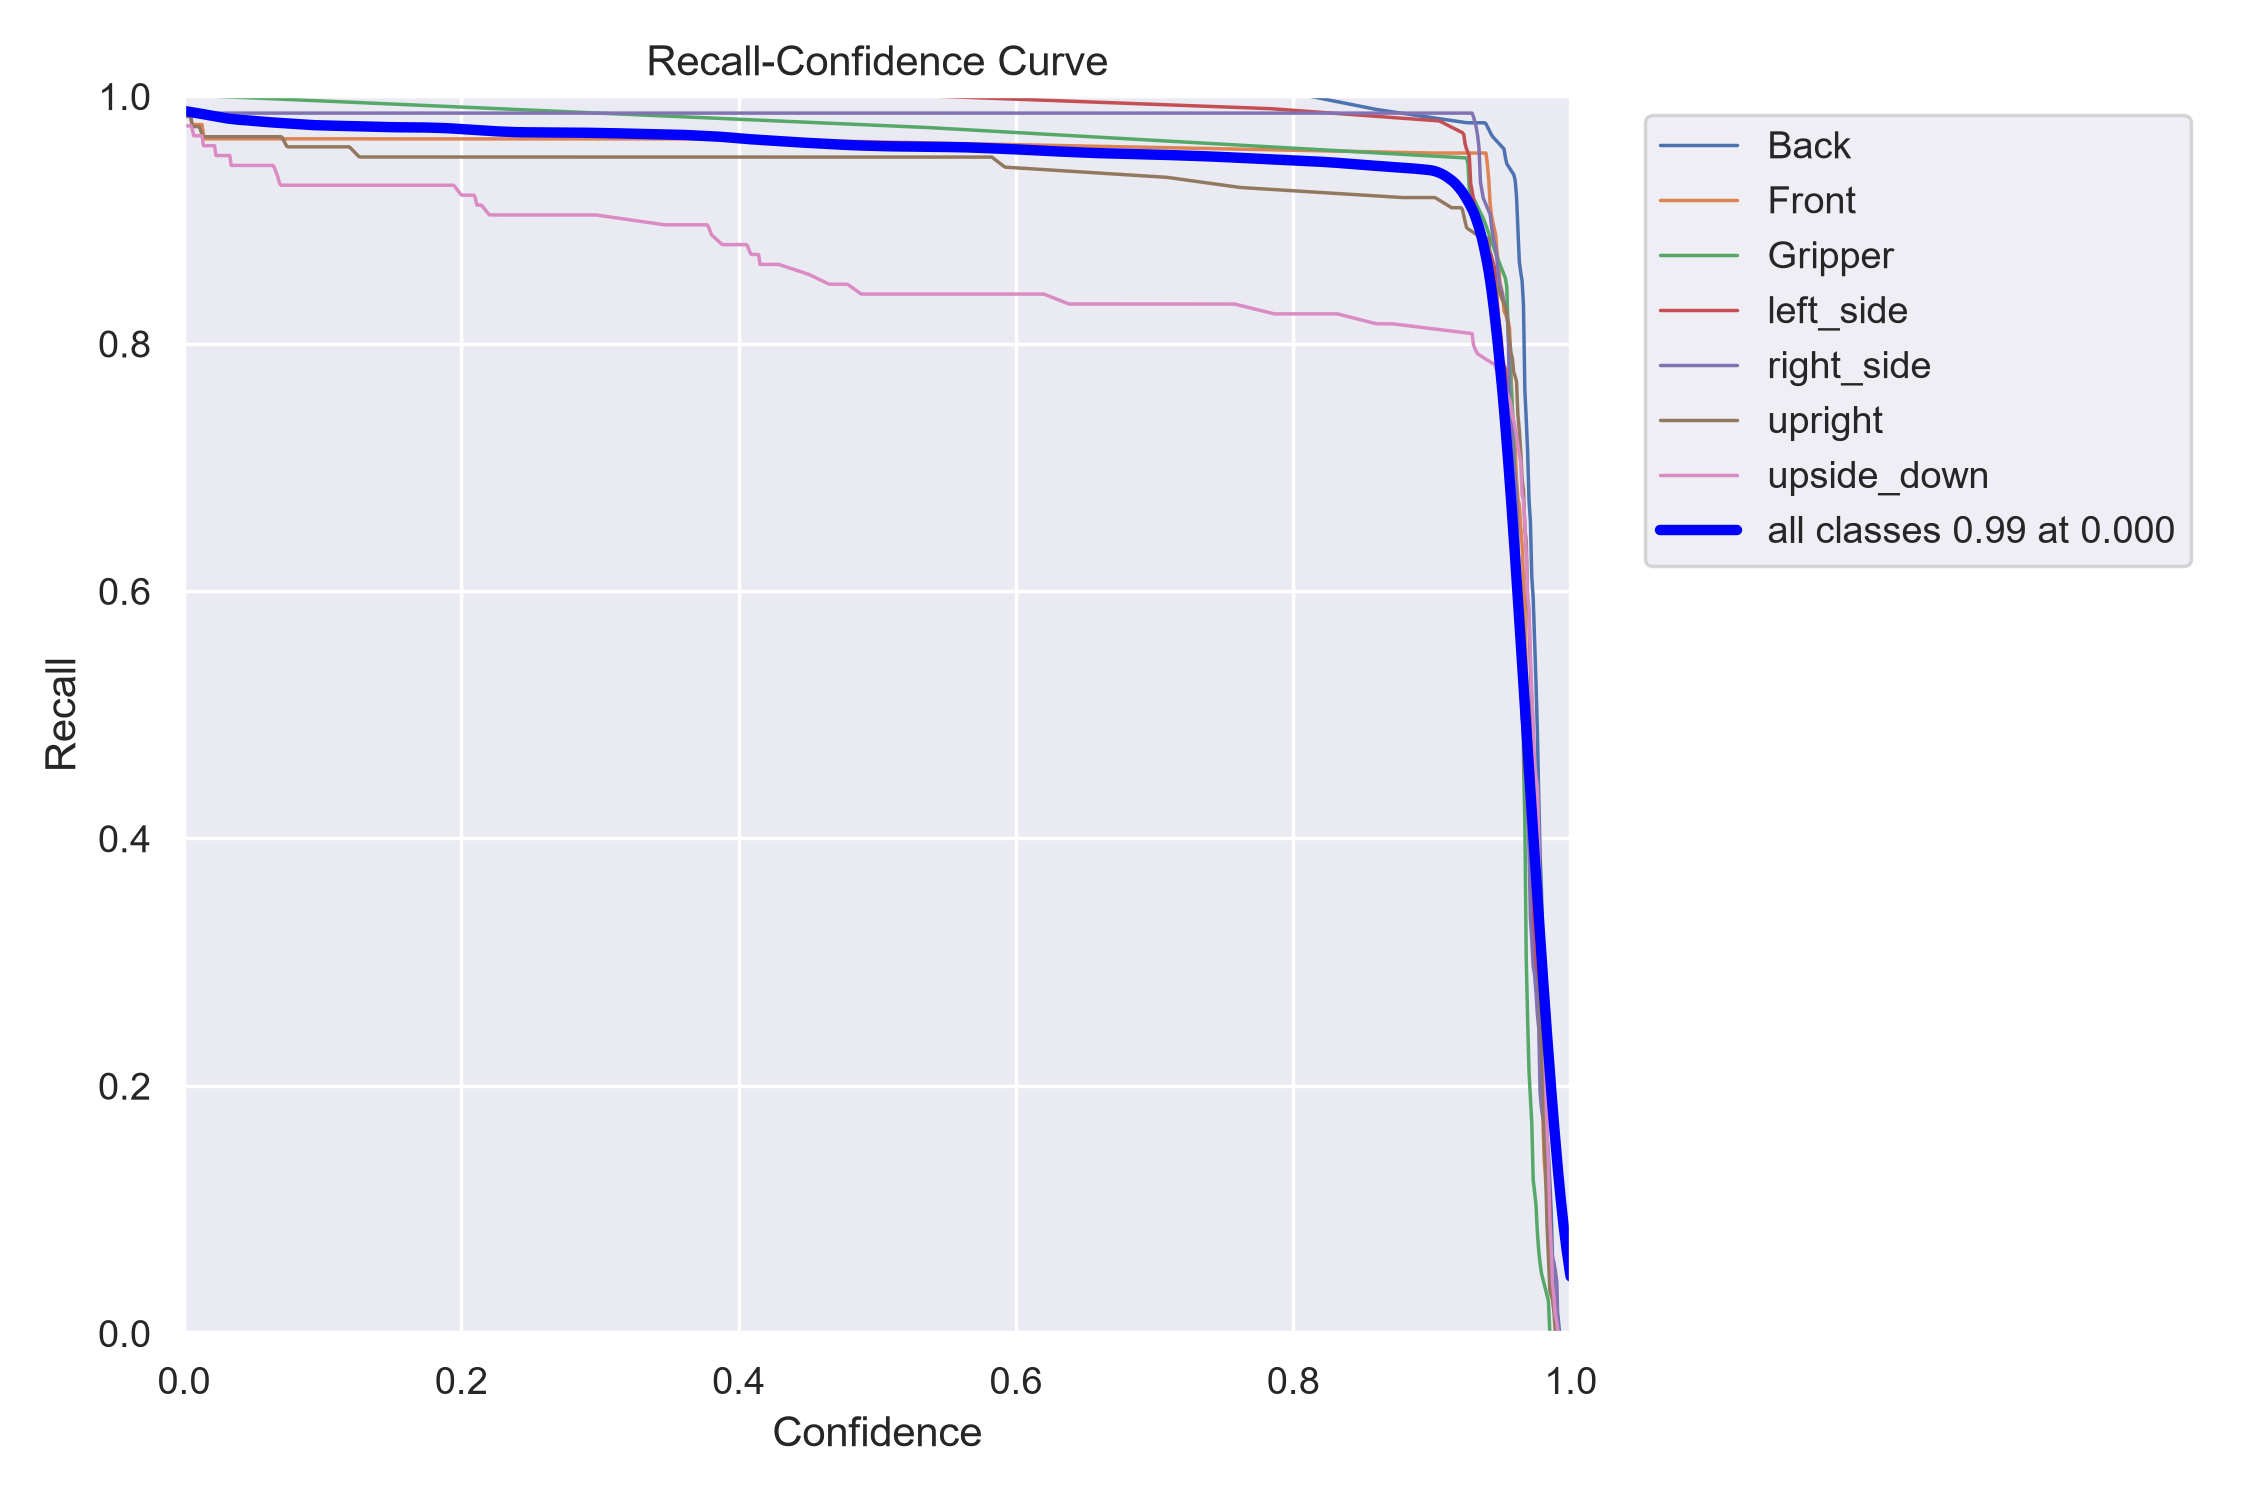 Recall-Confidence Curve
1.0
0.8
0.6
0.4
0.2
0.0
Recall
0.0 0.2 0.4 0.6 0.8 1.0
Confidence
Back
Front
Gripper
left_side
right_side
upright
upside_down
all classes 0.99 at 0.000